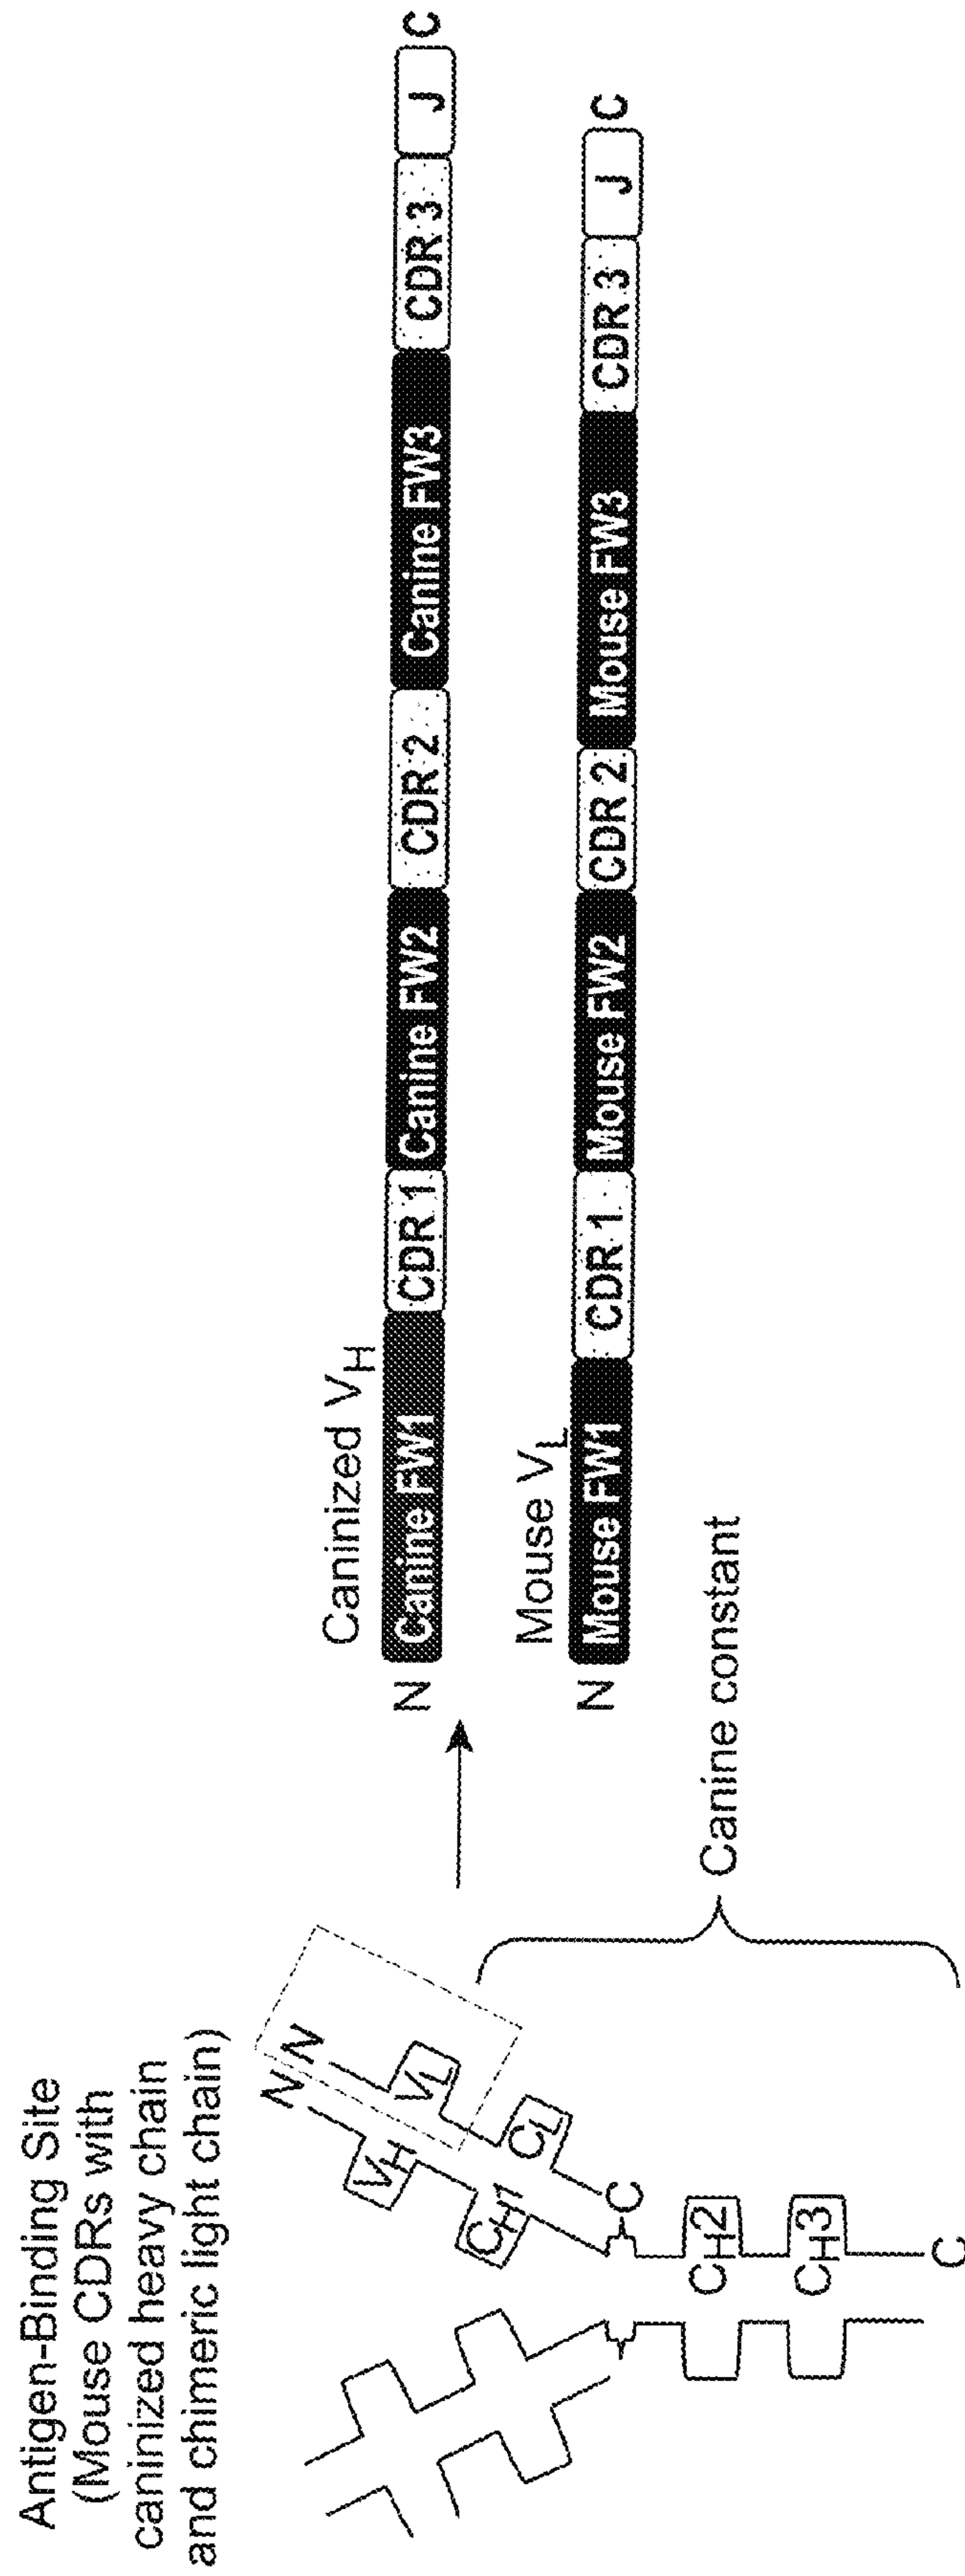 Antigen-Binding Site
(Mouse CDRs with
caninized heavy chain
and chimeric light chain)
N
N
VH
VL
CH1
CL
C
CH2
CH3
C
Canine constant
Caninized VH
N Canine FW1 CDR 1 Canine FW2 CDR 2 Canine FW3 CDR 3 J C
Mouse VL
N Mouse FW1 CDR 1 Mouse FW2 CDR 2 Mouse FW3 CDR 3 J C